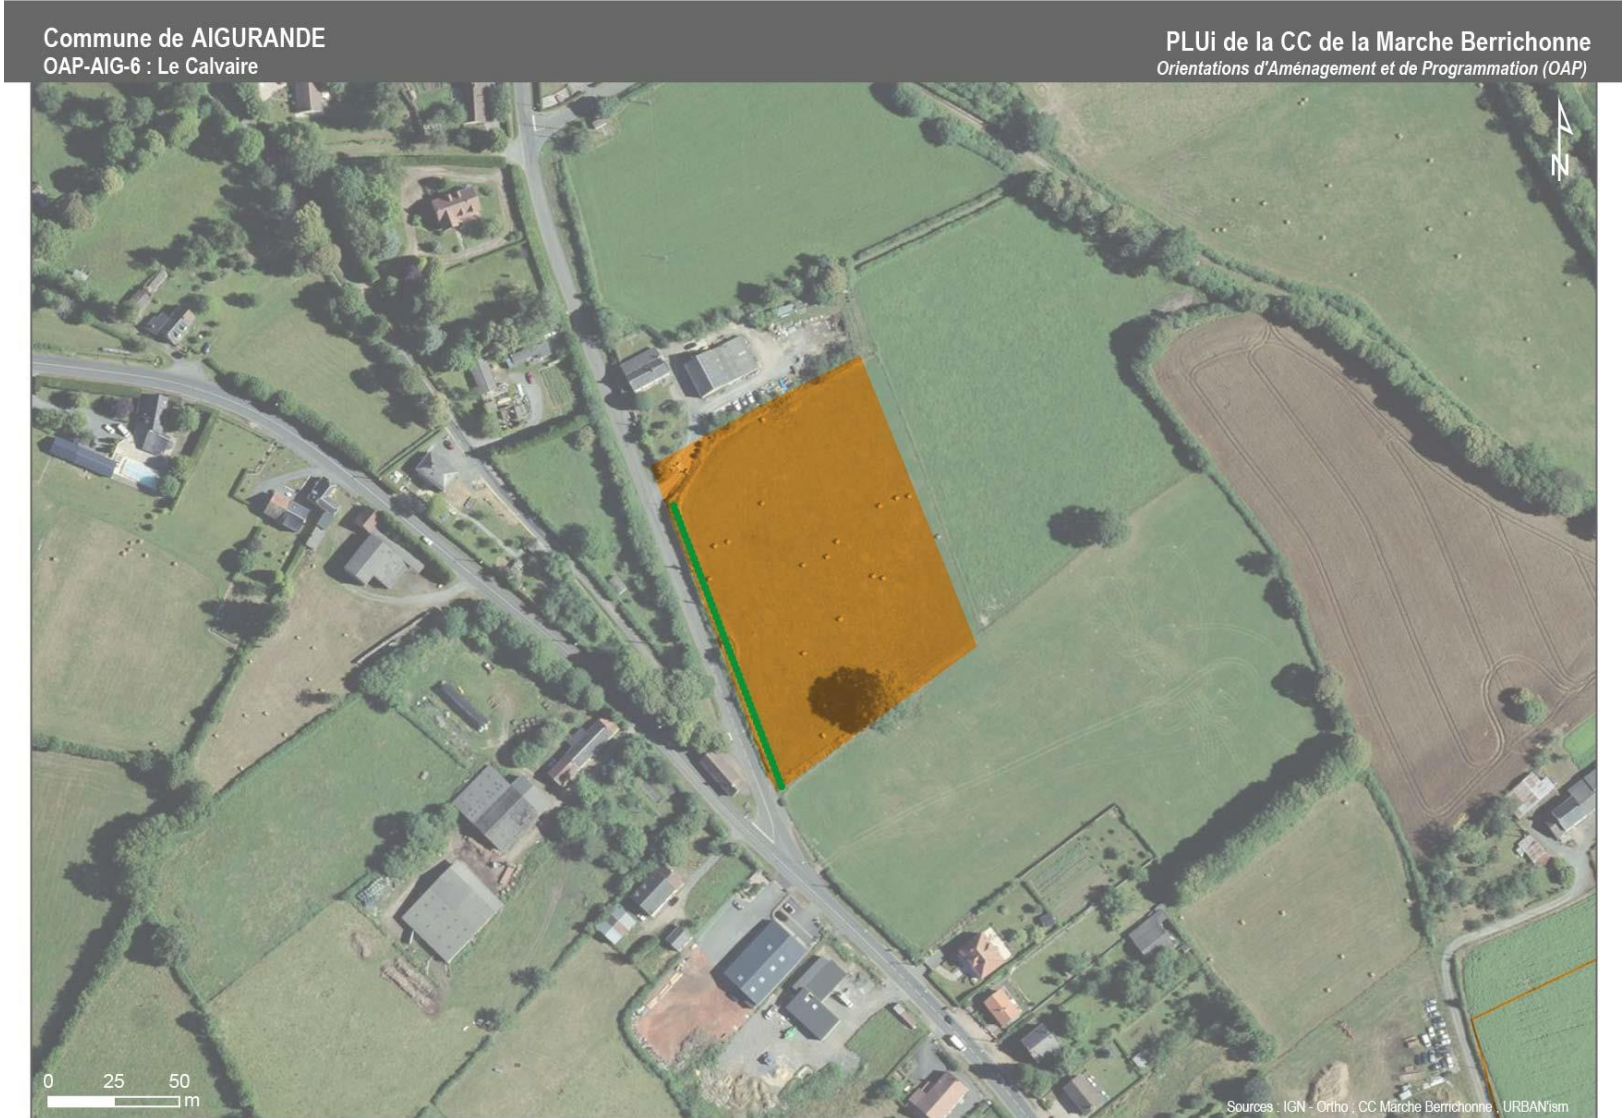 Commune de AIGURANDE
OAP-AIG-6 : Le Calvaire
PLUi de la CC de la Marche Berrichonne
Orientations d'Aménagement et de Programmation (OAP)
N
0 25 50
m
Sources : IGN - Ortho ; CC Marche Berrichonne ; URBAN'ism